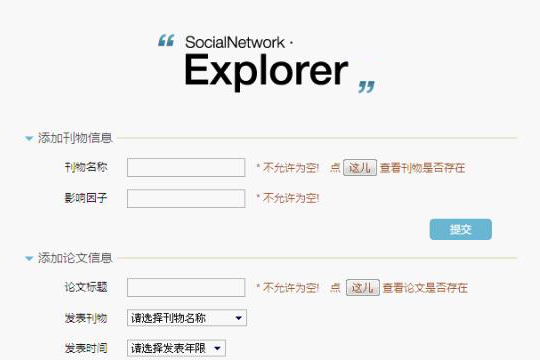 “ SocialNetwork ·
Explorer ”
添加刊物信息
刊物名称 * 不允许为空! 点 这儿 查看刊物是否存在
影响因子 * 不允许为空!
提交
添加论文信息
论文标题 * 不允许为空! 点 这儿 查看论文是否存在
发表刊物 请选择刊物名称
发表时间 请选择发表年限